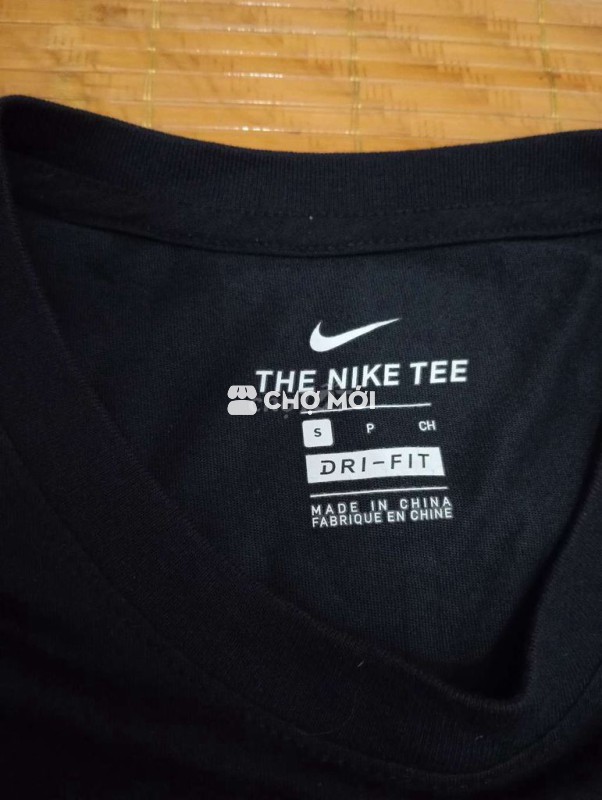 THE NIKE TEE
CHỢ MỚI
S P CH
DRI-FIT
MADE IN CHINA
FABRIQUE EN CHINE